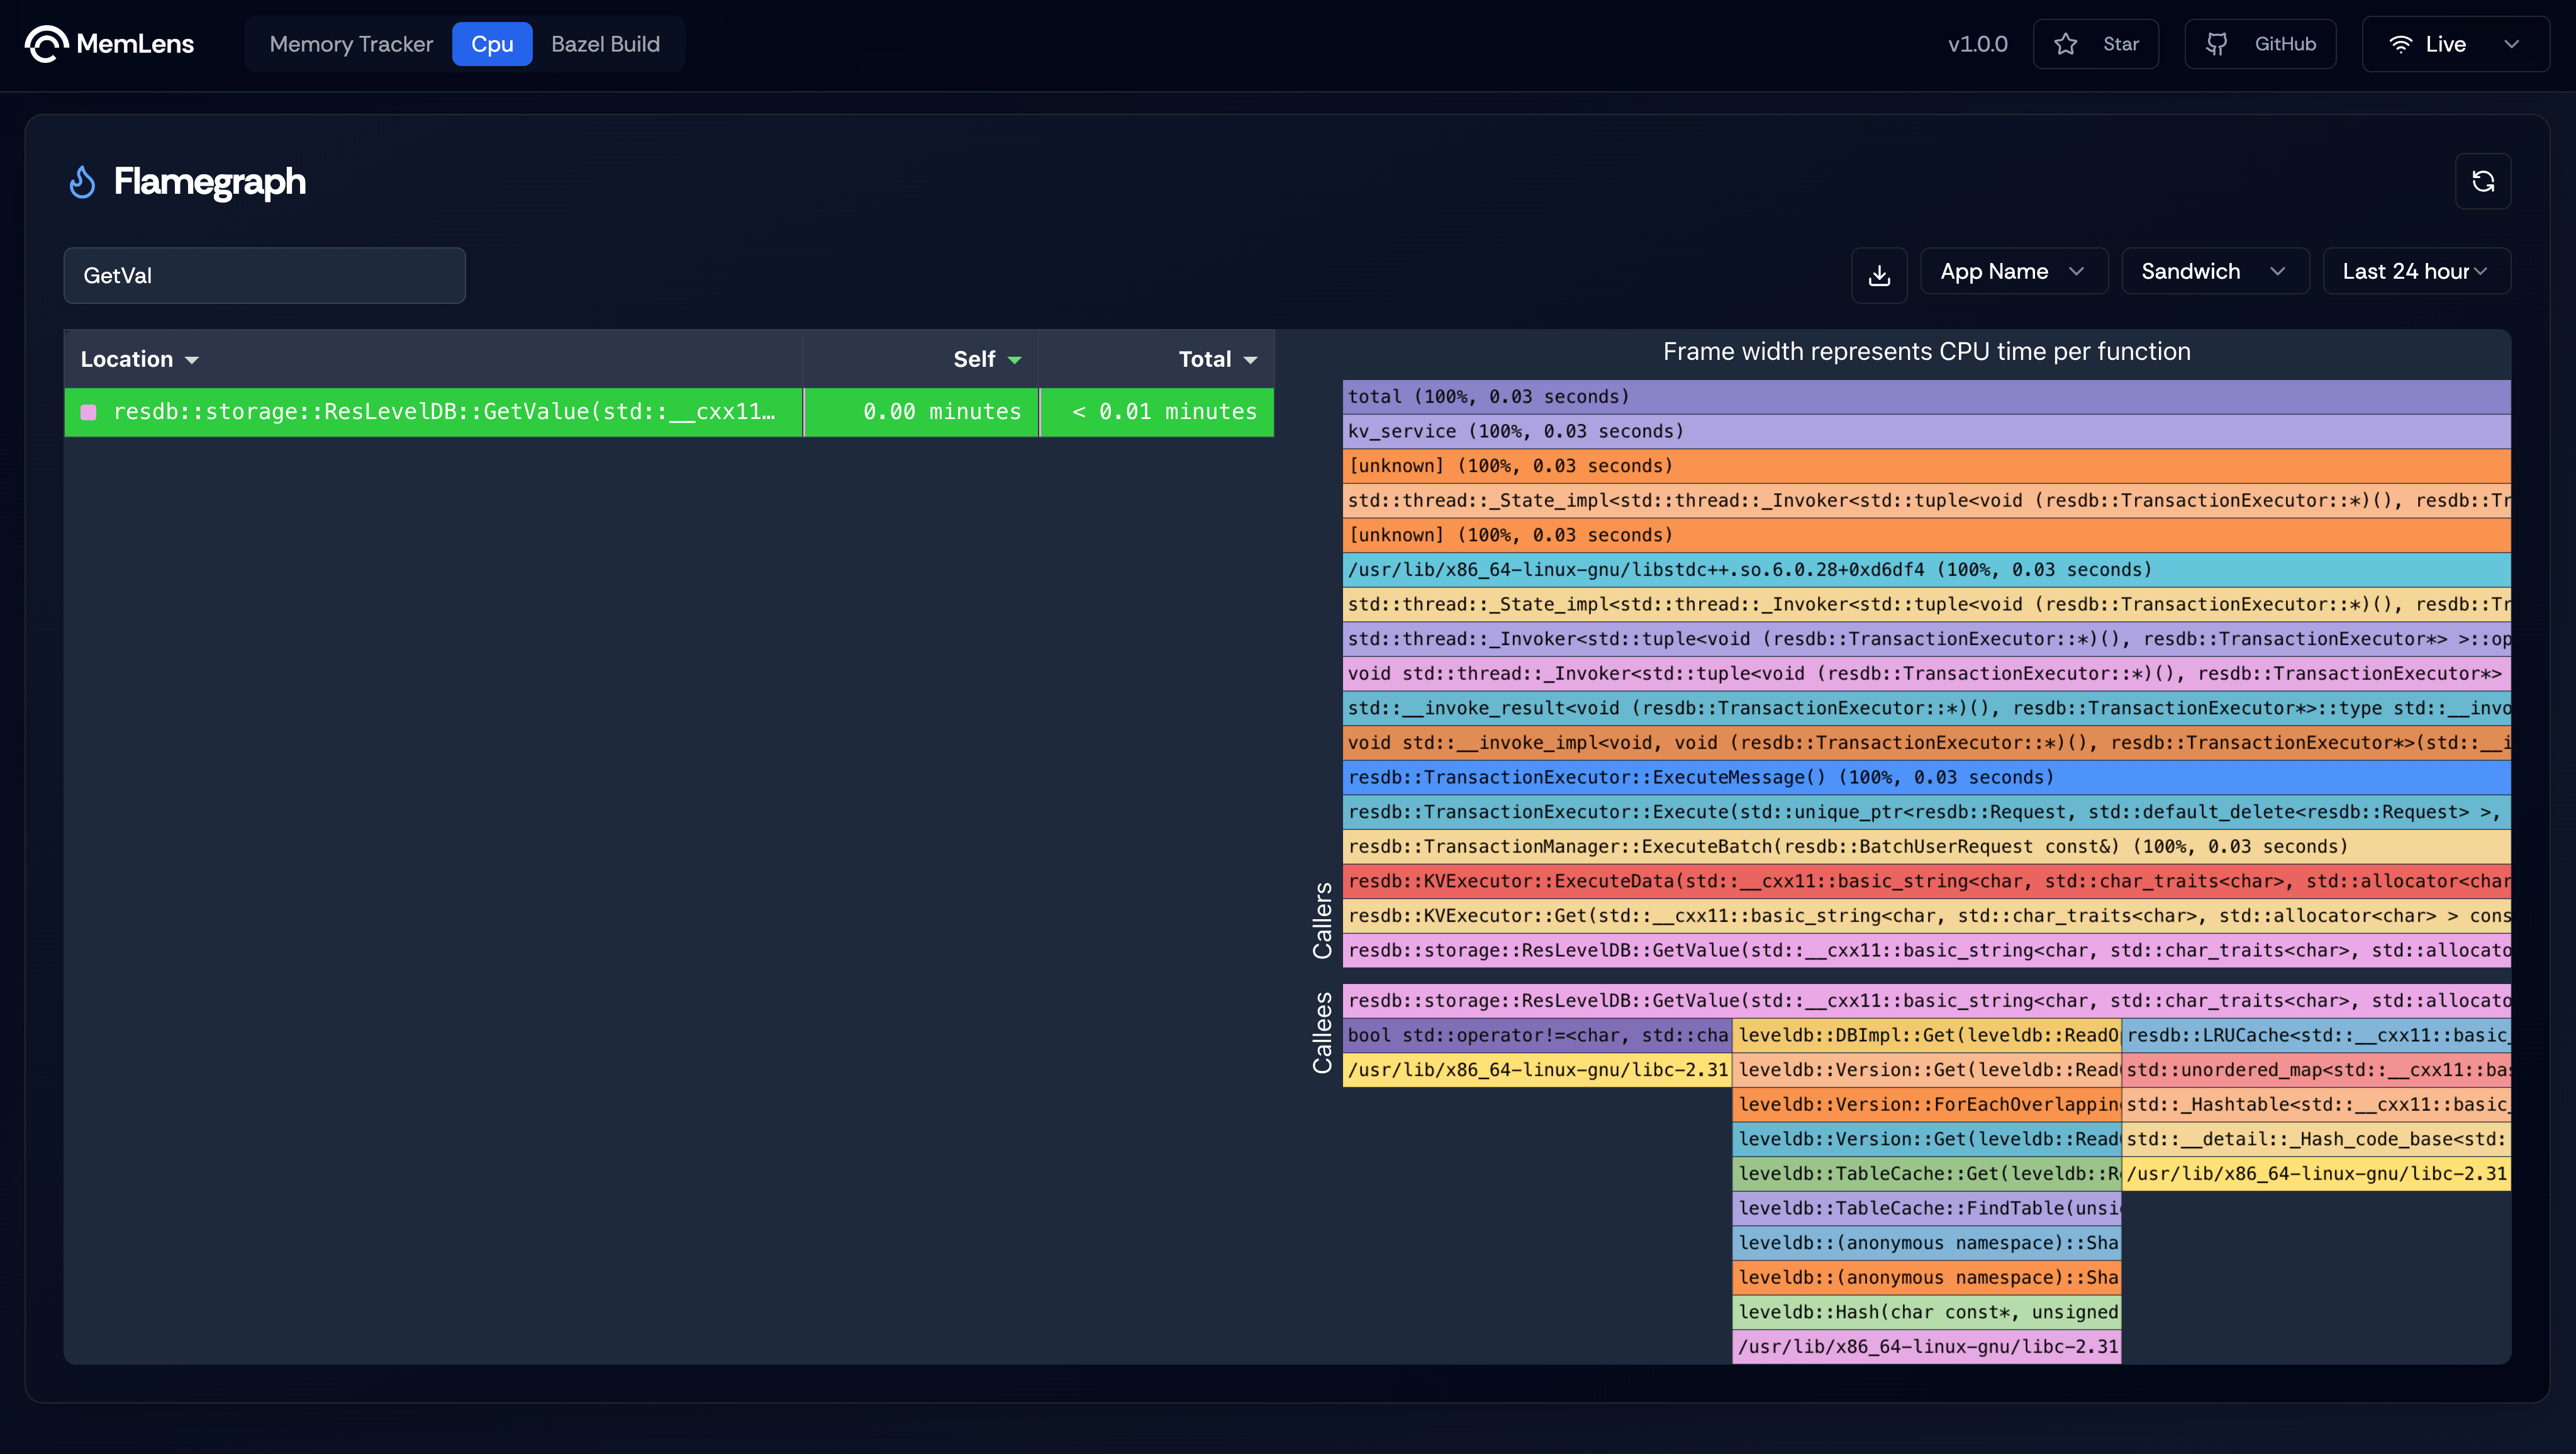 MemLens
Memory Tracker Cpu Bazel Build
v1.0.0 Star GitHub Live
Flamegraph
GetVal
App Name Sandwich Last 24 hour
Location Self Total
resdb::storage::ResLevelDB::GetValue(std::__cxx11… 0.00 minutes < 0.01 minutes
Frame width represents CPU time per function
total (100%, 0.03 seconds)
kv_service (100%, 0.03 seconds)
[unknown] (100%, 0.03 seconds)
std::thread::_State_impl<std::thread::_Invoker<std::tuple<void (resdb::TransactionExecutor::*)(), resdb::Tr
[unknown] (100%, 0.03 seconds)
/usr/lib/x86_64-linux-gnu/libstdc++.so.6.0.28+0xd6df4 (100%, 0.03 seconds)
std::thread::_State_impl<std::thread::_Invoker<std::tuple<void (resdb::TransactionExecutor::*)(), resdb::Tr
std::thread::_Invoker<std::tuple<void (resdb::TransactionExecutor::*)(), resdb::TransactionExecutor*> >::op
void std::thread::_Invoker<std::tuple<void (resdb::TransactionExecutor::*)(), resdb::TransactionExecutor*>
std::__invoke_result<void (resdb::TransactionExecutor::*)(), resdb::TransactionExecutor*>::type std::__invo
void std::__invoke_impl<void, void (resdb::TransactionExecutor::*)(), resdb::TransactionExecutor*>(std::__i
resdb::TransactionExecutor::ExecuteMessage() (100%, 0.03 seconds)
resdb::TransactionExecutor::Execute(std::unique_ptr<resdb::Request, std::default_delete<resdb::Request> >,
resdb::TransactionManager::ExecuteBatch(resdb::BatchUserRequest const&) (100%, 0.03 seconds)
resdb::KVExecutor::ExecuteData(std::__cxx11::basic_string<char, std::char_traits<char>, std::allocator<char
resdb::KVExecutor::Get(std::__cxx11::basic_string<char, std::char_traits<char>, std::allocator<char> > cons
resdb::storage::ResLevelDB::GetValue(std::__cxx11::basic_string<char, std::char_traits<char>, std::allocato
Callers
resdb::storage::ResLevelDB::GetValue(std::__cxx11::basic_string<char, std::char_traits<char>, std::allocato
Callees
bool std::operator!=<char, std::cha leveldb::DBImpl::Get(leveldb::ReadO resdb::LRUCache<std::__cxx11::basic_
/usr/lib/x86_64-linux-gnu/libc-2.31 leveldb::Version::Get(leveldb::Read std::unordered_map<std::__cxx11::bas
leveldb::Version::ForEachOverlapping std::_Hashtable<std::__cxx11::basic_
leveldb::Version::Get(leveldb::Read std::__detail::_Hash_code_base<std::
leveldb::TableCache::Get(leveldb::Re /usr/lib/x86_64-linux-gnu/libc-2.31
leveldb::TableCache::FindTable(unsi
leveldb::(anonymous namespace)::Sha
leveldb::(anonymous namespace)::Sha
leveldb::Hash(char const*, unsigned
/usr/lib/x86_64-linux-gnu/libc-2.31